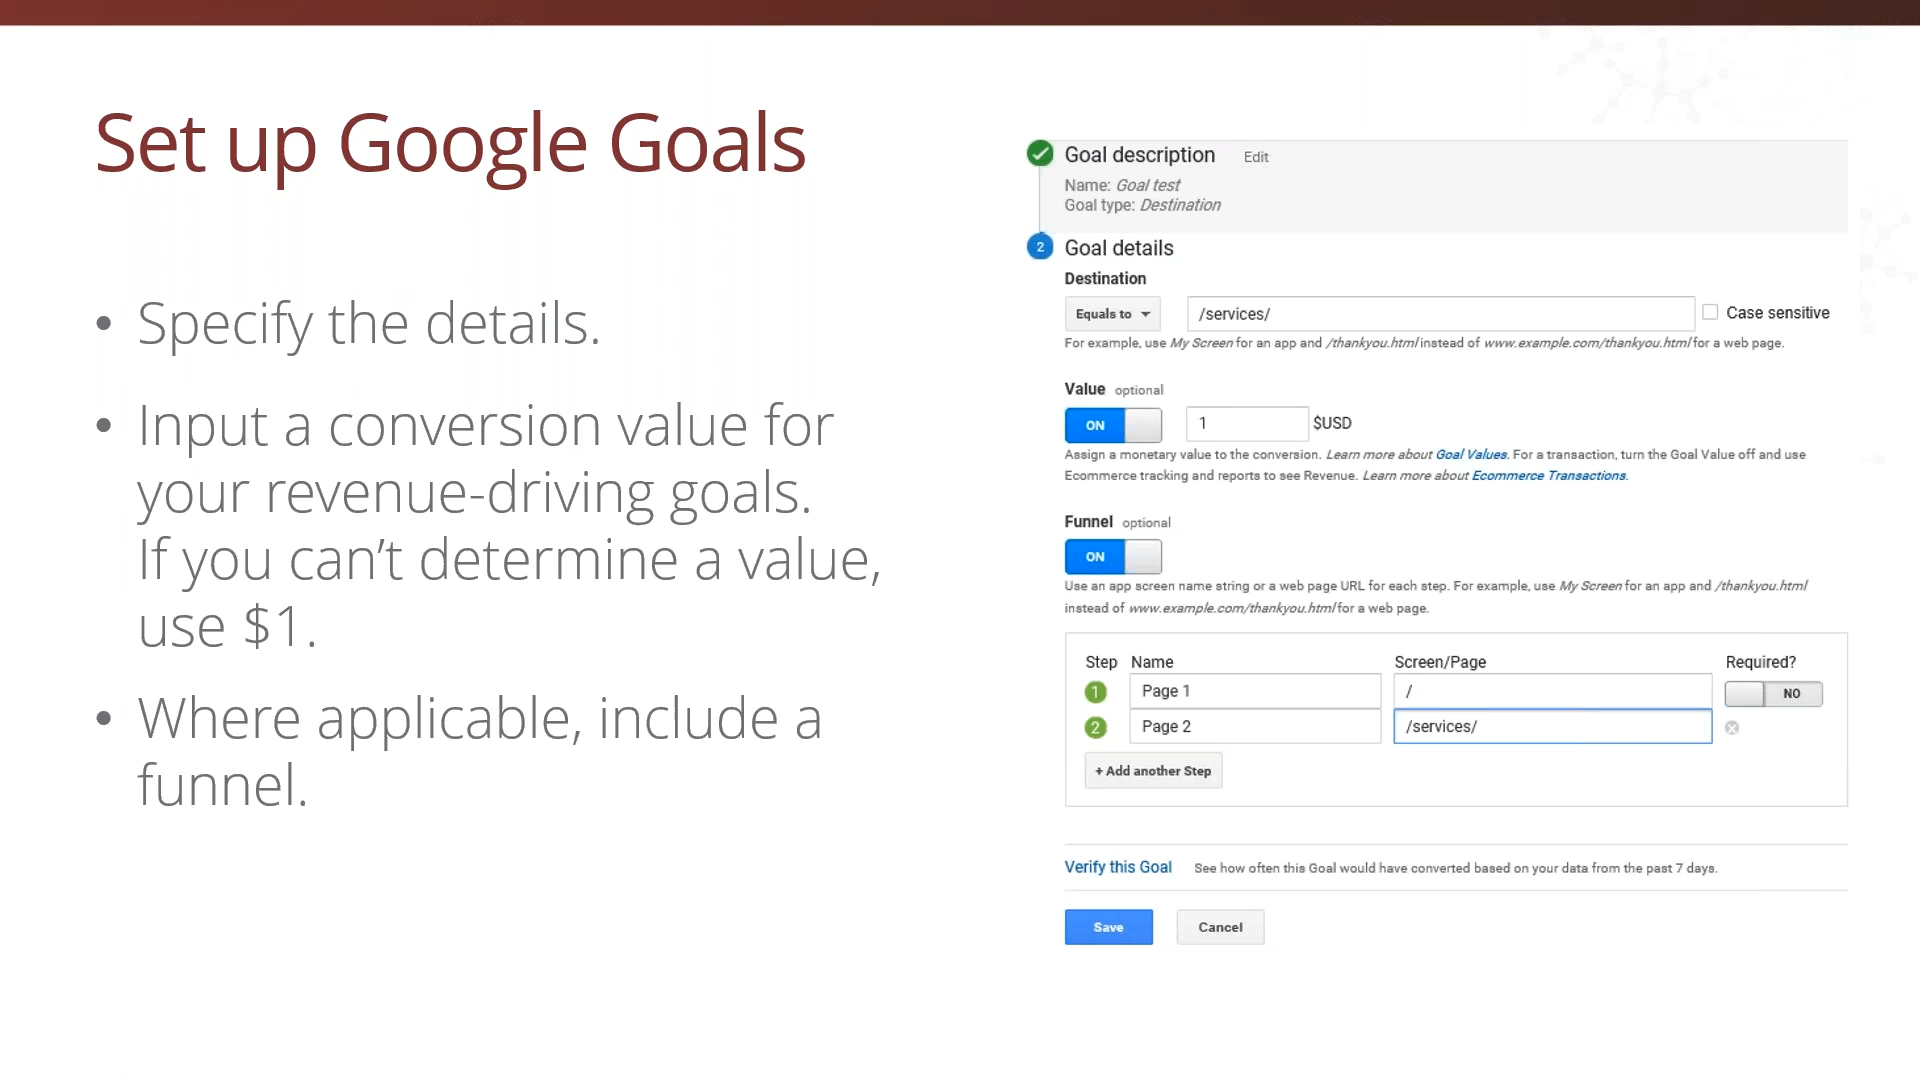 Set up Google Goals
• Specify the details.
• Input a conversion value for
your revenue-driving goals.
If you can’t determine a value,
use $1.
• Where applicable, include a
funnel.
Goal description Edit
Name: Goal test
Goal type: Destination
2 Goal details
Destination
Equals to /services/ Case sensitive
For example, use My Screen for an app and /thankyou.html instead of www.example.com/thankyou.html for a web page.
Value optional
ON 1 $USD
Assign a monetary value to the conversion. Learn more about Goal Values. For a transaction, turn the Goal Value off and use
Ecommerce tracking and reports to see Revenue. Learn more about Ecommerce Transactions.
Funnel optional
ON
Use an app screen name string or a web page URL for each step. For example, use My Screen for an app and /thankyou.html
instead of www.example.com/thankyou.html for a web page.
Step Name Screen/Page Required?
1 Page 1 / NO
2 Page 2 /services/
+ Add another Step
Verify this Goal See how often this Goal would have converted based on your data from the past 7 days.
Save Cancel